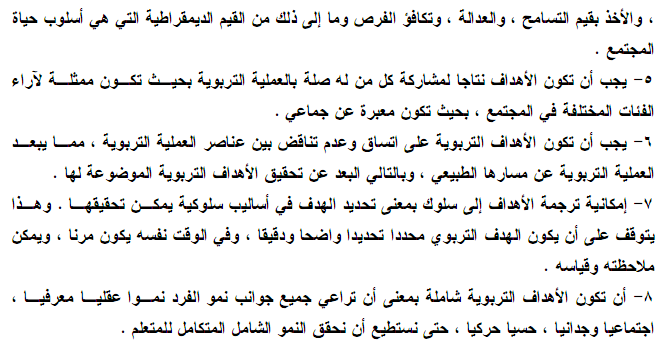 ، والأخذ بقيم التسامح ، والعدالة ، وتكافؤ الفرص وما إلى ذلك من القيم الديمقراطية التي هي أسلوب حياة
المجتمع .
٥- يجب أن تكون الأهداف نتاجا لمشاركة كل من له صلة بالعملية التربوية بحيث تكون ممثلة لآراء
الفئات المختلفة في المجتمع ، بحيث تكون معبرة عن جماعي .
٦- يجب أن تكون الأهداف التربوية على اتساق وعدم تناقض بين عناصر العملية التربوية ، مما يبعد
العملية التربوية عن مسارها الطبيعي ، وبالتالي البعد عن تحقيق الأهداف التربوية الموضوعة لها .
٧- إمكانية ترجمة الأهداف إلى سلوك بمعنى تحديد الهدف في أساليب سلوكية يمكن تحقيقها . وهذا
يتوقف على أن يكون الهدف التربوي محددا تحديدا واضحا ودقيقا ، وفي الوقت نفسه يكون مرنا ، ويمكن
ملاحظته وقياسه .
٨- أن تكون الأهداف التربوية شاملة بمعنى أن تراعي جميع جوانب نمو الفرد نموا عقليا معرفيا ،
اجتماعيا وجدانيا ، حسيا حركيا ، حتى نستطيع أن نحقق النمو الشامل المتكامل للمتعلم .